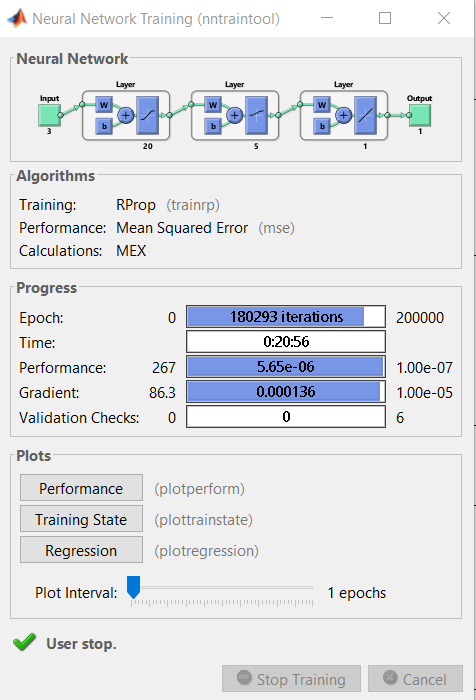 Neural Network Training (nntraintool)
Neural Network
Layer Layer Layer
Input Output
W W W
b b b
+ + +
3 1
20 5 1
Algorithms
Training: RProp (trainrp)
Performance: Mean Squared Error (mse)
Calculations: MEX
Progress
Epoch: 0 180293 iterations 200000
Time: 0:20:56
Performance: 267 5.65e-06 1.00e-07
Gradient: 86.3 0.000136 1.00e-05
Validation Checks: 0 0 6
Plots
Performance (plotperform)
Training State (plottrainstate)
Regression (plotregression)
Plot Interval: 1 epochs
User stop.
Stop Training Cancel